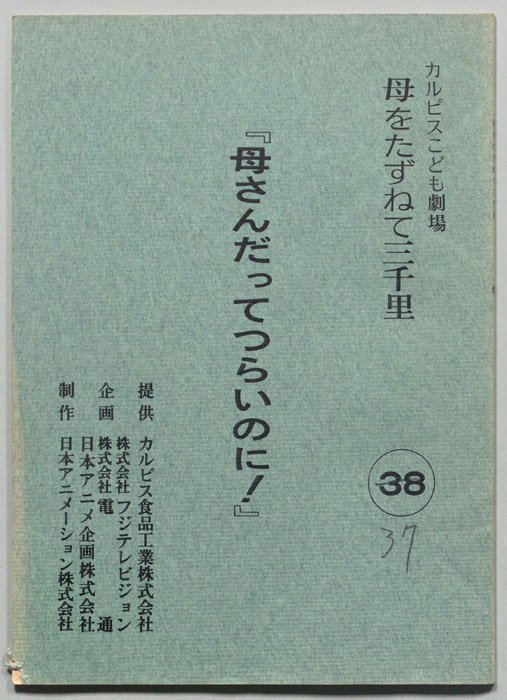 カルピスこども劇場
母をたずねて三千里
38
37
『母さんだってつらいのに!』
提供 カルピス食品工業株式会社
企画 株式会社フジテレビジョン
株式会社電通
日本アニメ企画株式会社
制作 日本アニメーション株式会社